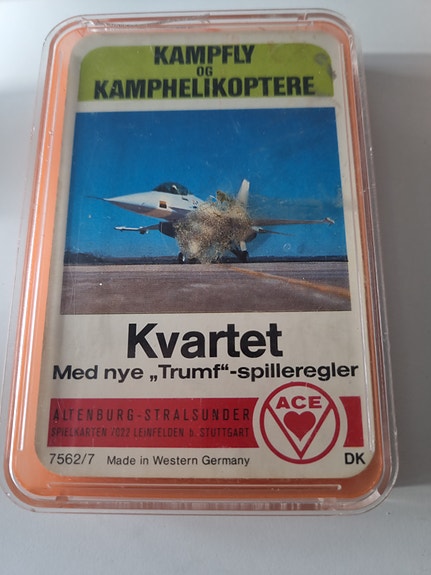 KAMPFLY
OG
KAMPHELIKOPTERE
Kvartet
Med nye „Trumf“-spilleregler
ALTENBURG-STRALSUNDER
SPIELKARTEN 7022 LEINFELDEN b. STUTTGART
ACE
7562/7 Made in Western Germany DK